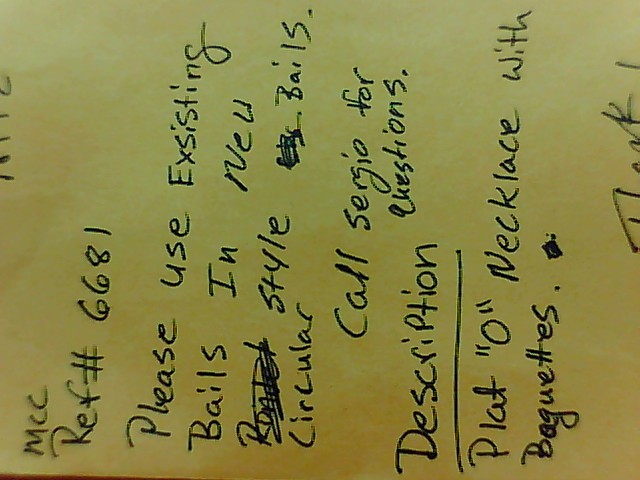 mcc
Ref# 6681
Please use Exsisting
Bails In New
Style Bails.
Circular
Call Sergio for
Questions.
Description
Plat "O" Necklace with
Baguettes.